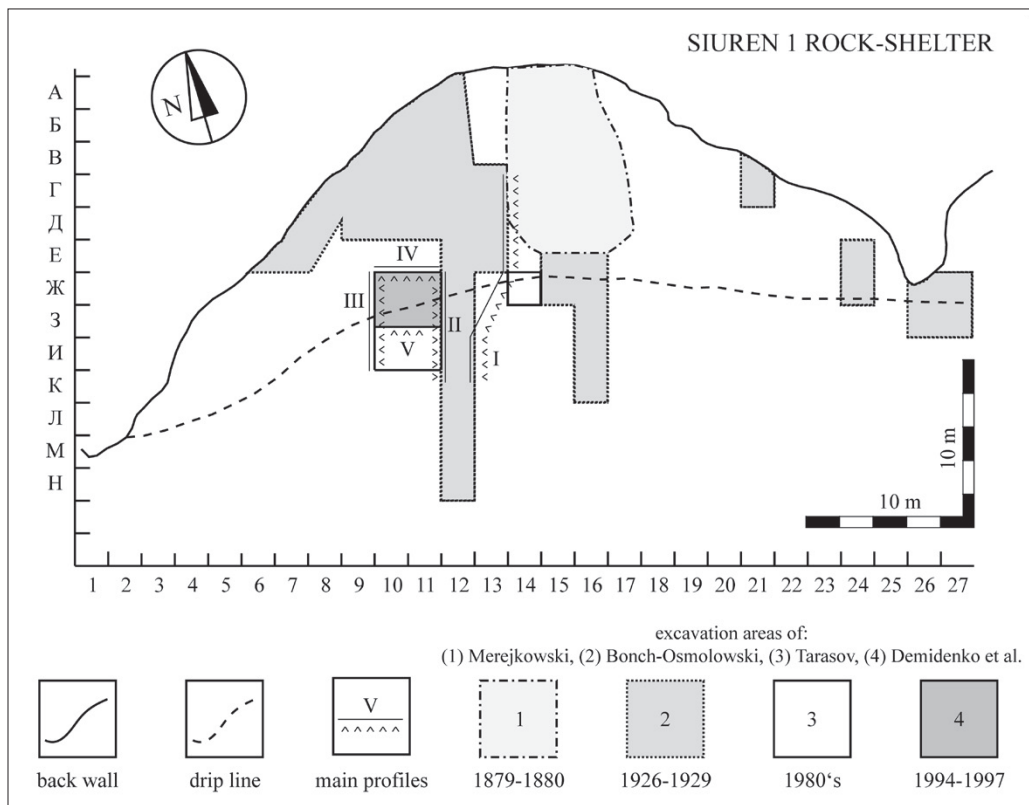 SIUREN 1 ROCK-SHELTER
N
А
Б
В
Г
Д
Е
Ж
З
И
К
Л
М
Н
IV
III
II
V
I
10 m
10 m
1 2 3 4 5 6 7 8 9 10 11 12 13 14 15 16 17 18 19 20 21 22 23 24 25 26 27
excavation areas of:
(1) Merejkowski, (2) Bonch-Osmolowski, (3) Tarasov, (4) Demidenko et al.
V
1
2
3
4
back wall
drip line
main profiles
1879-1880
1926-1929
1980‘s
1994-1997